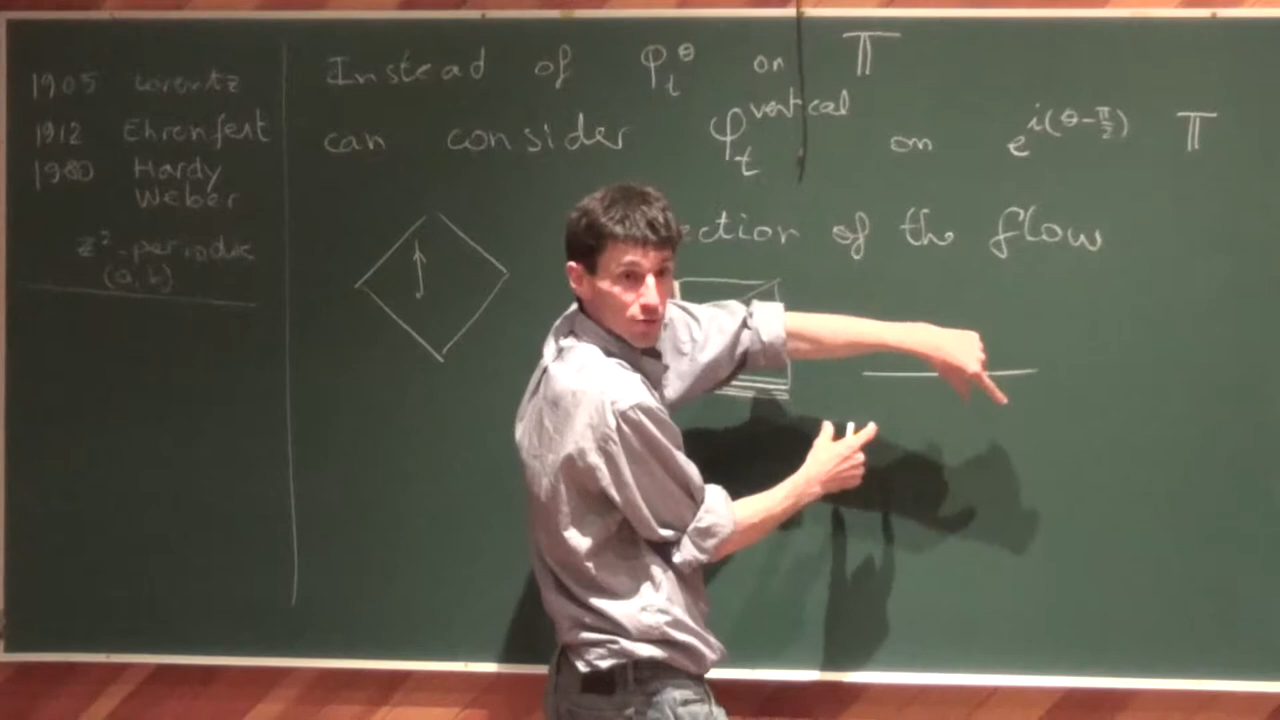 1905 Lorentz
1912 Ehrenfest
1980 Hardy
Weber
ℤ²-periodic
(a, b)
Instead of φ_t^θ on 𝕋
can consider φ_t^vertical on e^{i(θ-π/2)} 𝕋
ection of the flow